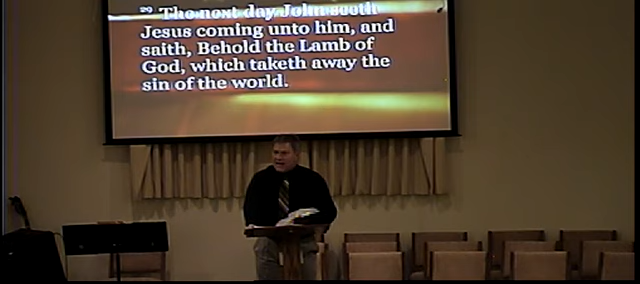 29 The next day John seeth
Jesus coming unto him, and
saith, Behold the Lamb of
God, which taketh away the
sin of the world.